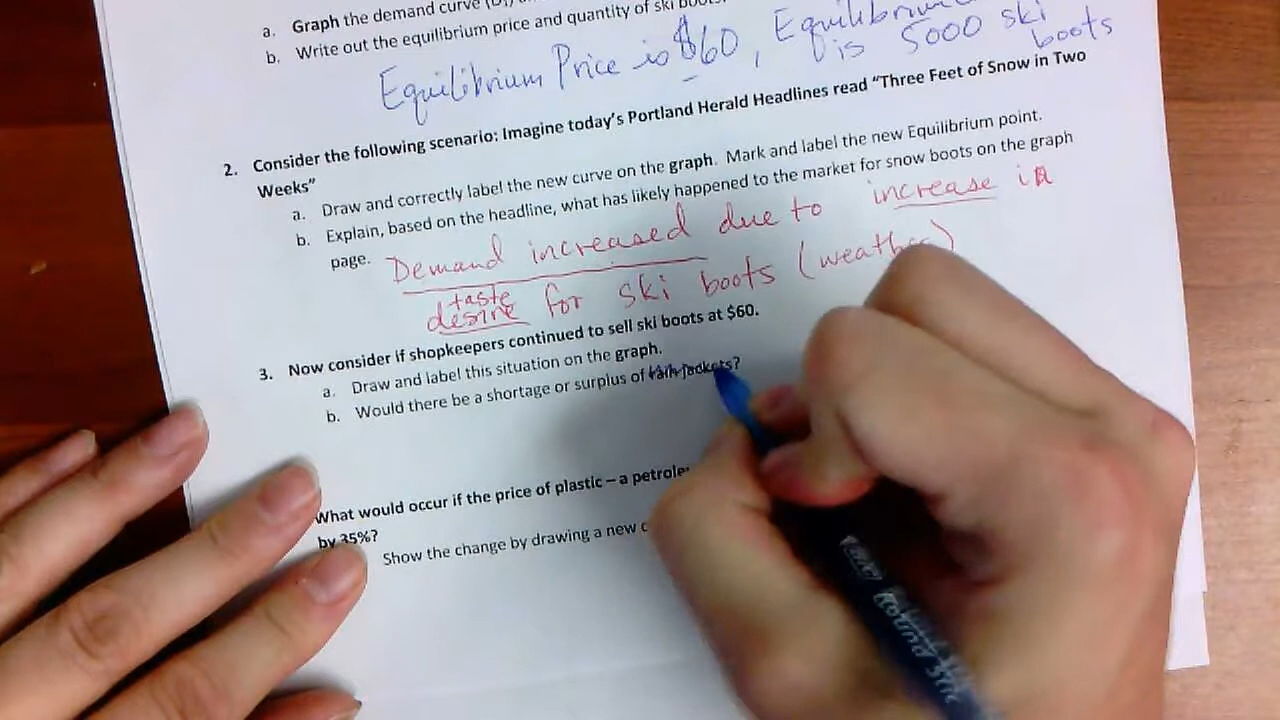 a. Graph the demand curve
b. Write out the equilibrium price and quantity of ski
Equilibrium Price is $60, Equilibrium
is 5000 ski
boots
2. Consider the following scenario: Imagine today's Portland Herald Headlines read "Three Feet of Snow in Two
Weeks"
a. Draw and correctly label the new curve on the graph. Mark and label the new Equilibrium point.
b. Explain, based on the headline, what has likely happened to the market for snow boots on the graph
page.
Demand increased due to increase in
taste
desire for ski boots (weather)
3. Now consider if shopkeepers continued to sell ski boots at $60.
a. Draw and label this situation on the graph.
b. Would there be a shortage or surplus of rain jackets?
What would occur if the price of plastic – a
by 35%?
Show the change by drawing a new
BIC Round Stic